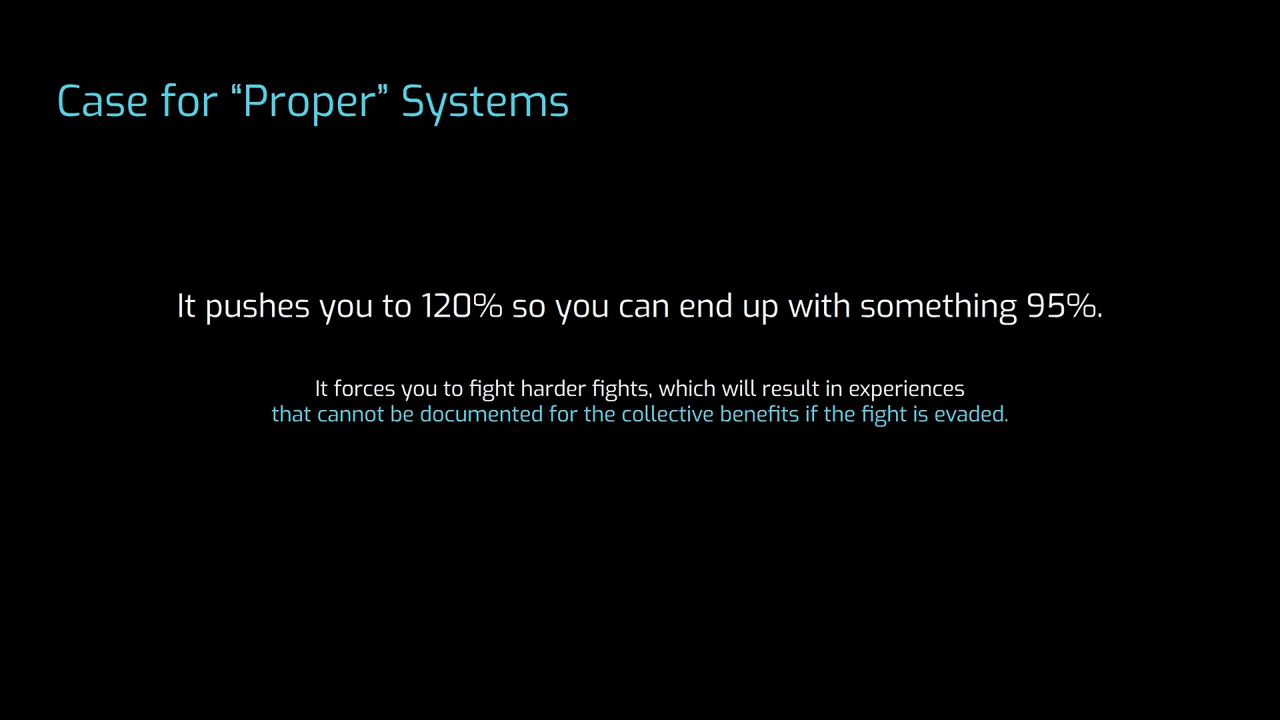 Case for “Proper” Systems
It pushes you to 120% so you can end up with something 95%.
It forces you to fight harder fights, which will result in experiences
that cannot be documented for the collective benefits if the fight is evaded.